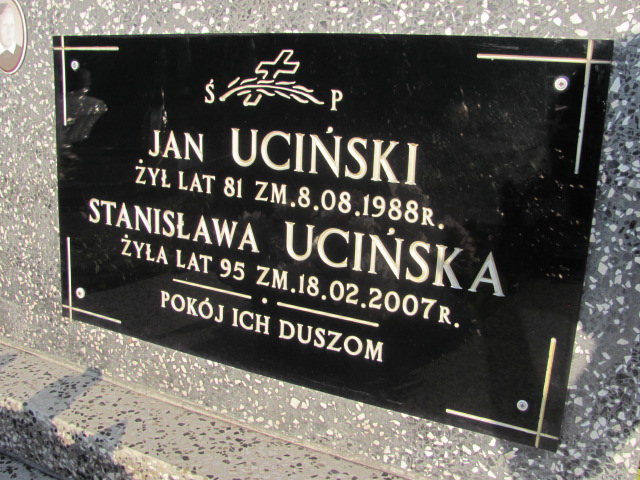 Ś P
JAN UCIŃSKI
ŻYŁ LAT 81 ZM.8.08.1988R.
STANISŁAWA UCIŃSKA
ŻYŁA LAT 95 ZM.18.02.2007R.
POKÓJ ICH DUSZOM